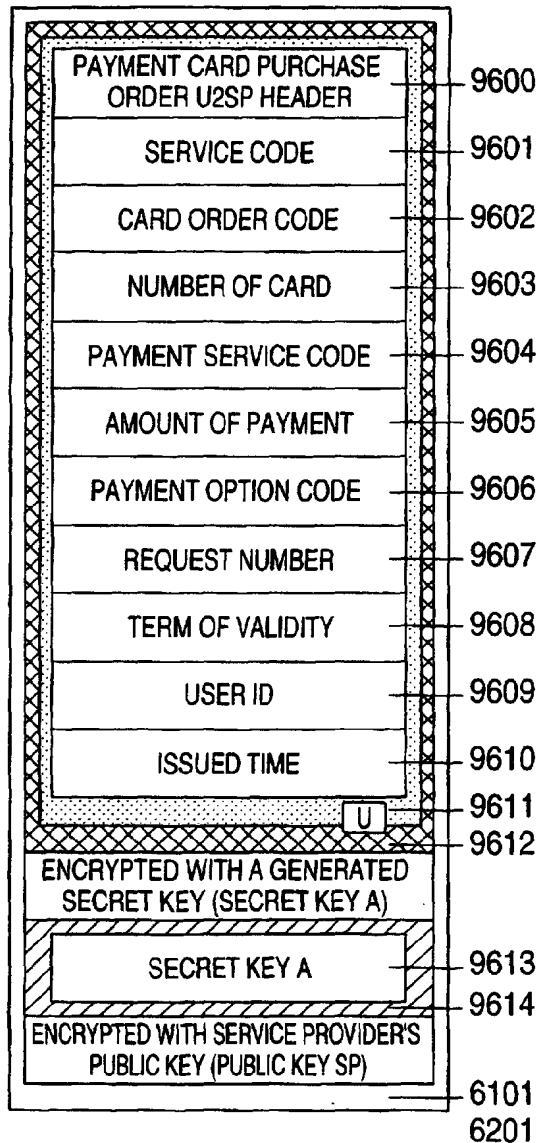 PAYMENT CARD PURCHASE
ORDER U2SP HEADER
9600
SERVICE CODE
9601
CARD ORDER CODE
9602
NUMBER OF CARD
9603
PAYMENT SERVICE CODE
9604
AMOUNT OF PAYMENT
9605
PAYMENT OPTION CODE
9606
REQUEST NUMBER
9607
TERM OF VALIDITY
9608
USER ID
9609
ISSUED TIME
9610
U
9611
9612
ENCRYPTED WITH A GENERATED
SECRET KEY (SECRET KEY A)
SECRET KEY A
9613
9614
ENCRYPTED WITH SERVICE PROVIDER'S
PUBLIC KEY (PUBLIC KEY SP)
6101
6201